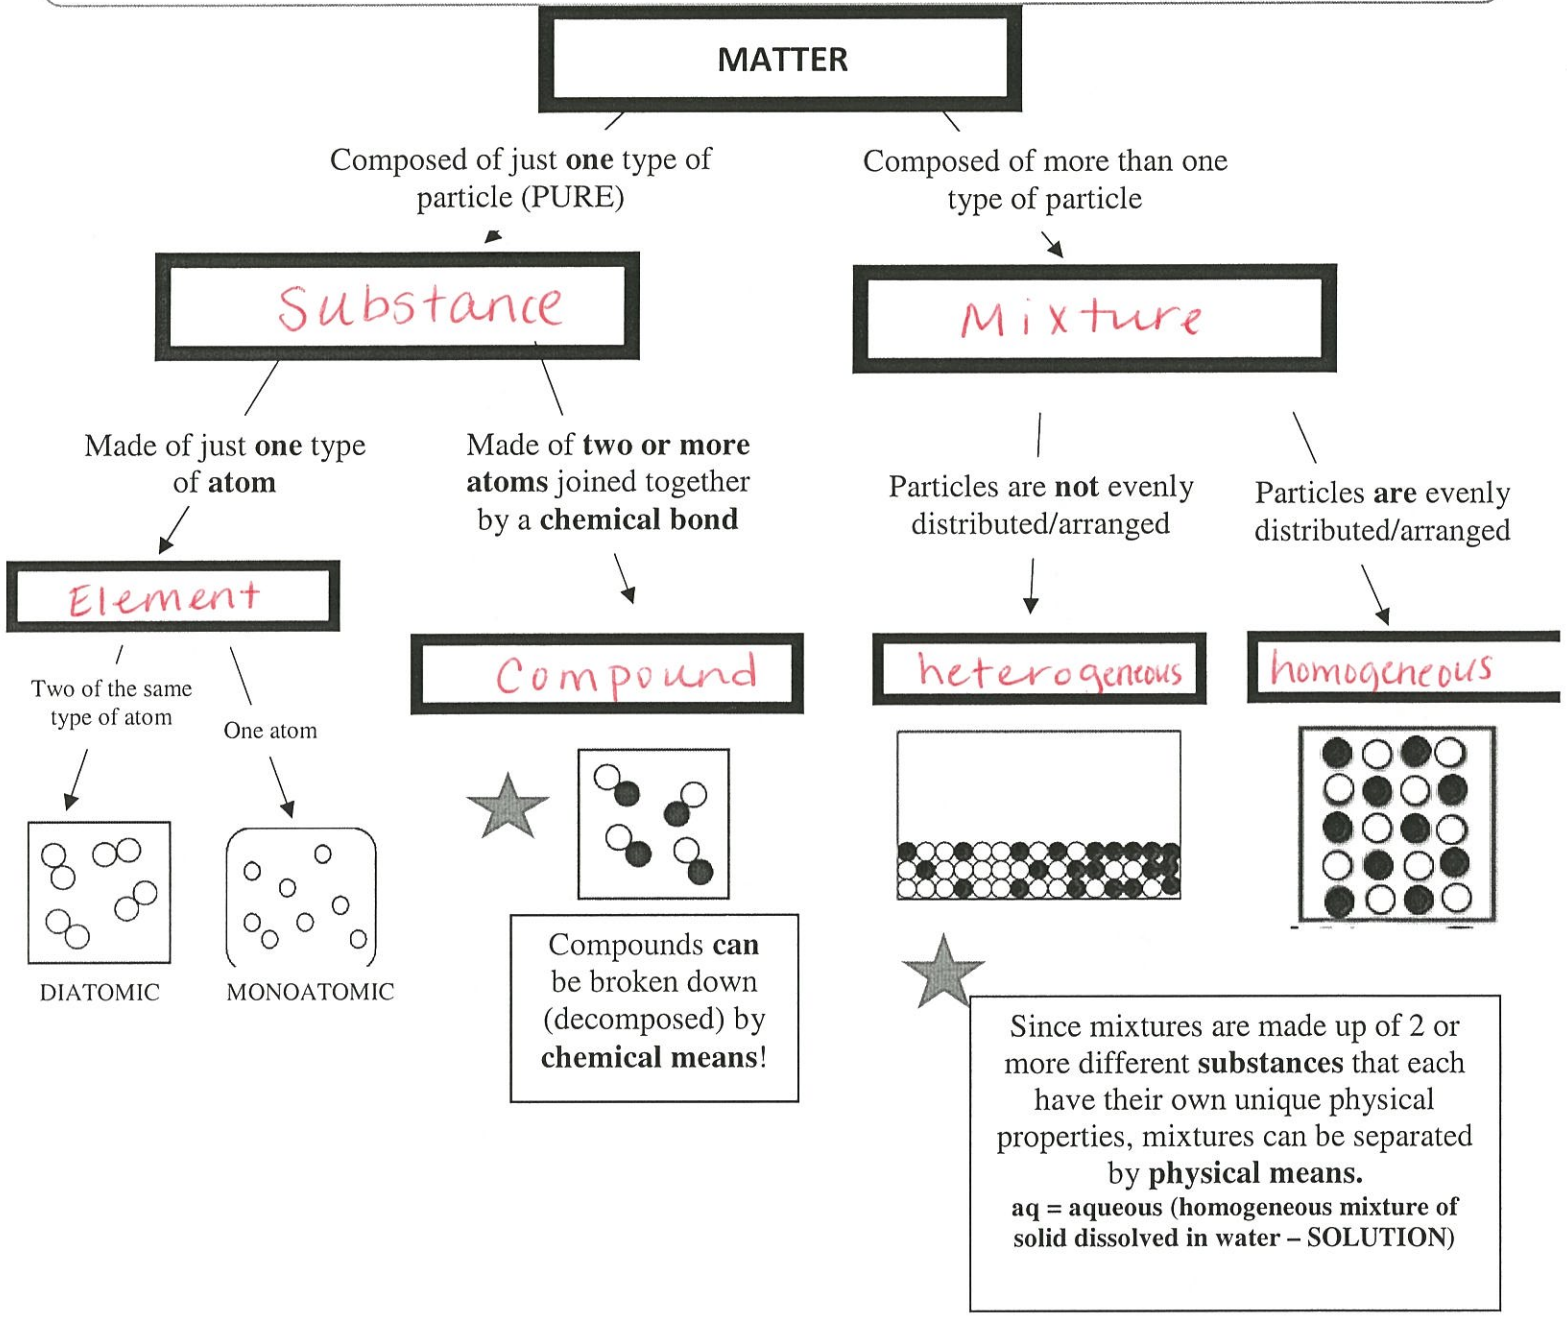 MATTER
Composed of just one type of
particle (PURE)
Composed of more than one
type of particle
Substance
Mixture
Made of just one type
of atom
Made of two or more
atoms joined together
by a chemical bond
Particles are not evenly
distributed/arranged
Particles are evenly
distributed/arranged
Element
Compound
heterogeneous
homogeneous
Two of the same
type of atom
One atom
DIATOMIC
MONOATOMIC
Compounds can
be broken down
(decomposed) by
chemical means!
Since mixtures are made up of 2 or
more different substances that each
have their own unique physical
properties, mixtures can be separated
by physical means.
aq = aqueous (homogeneous mixture of
solid dissolved in water – SOLUTION)